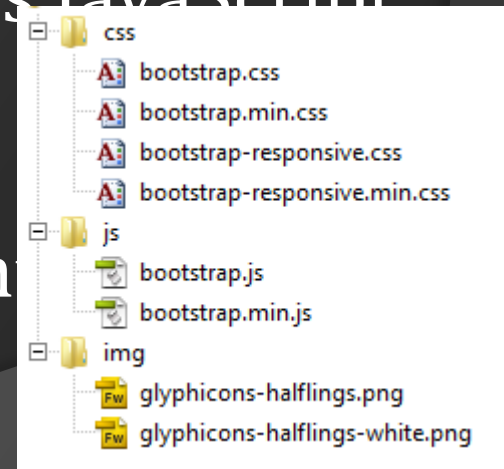 s JavaScript
css
bootstrap.css
bootstrap.min.css
bootstrap-responsive.css
bootstrap-responsive.min.css
js
bootstrap.js
bootstrap.min.js
img
glyphicons-halflings.png
glyphicons-halflings-white.png